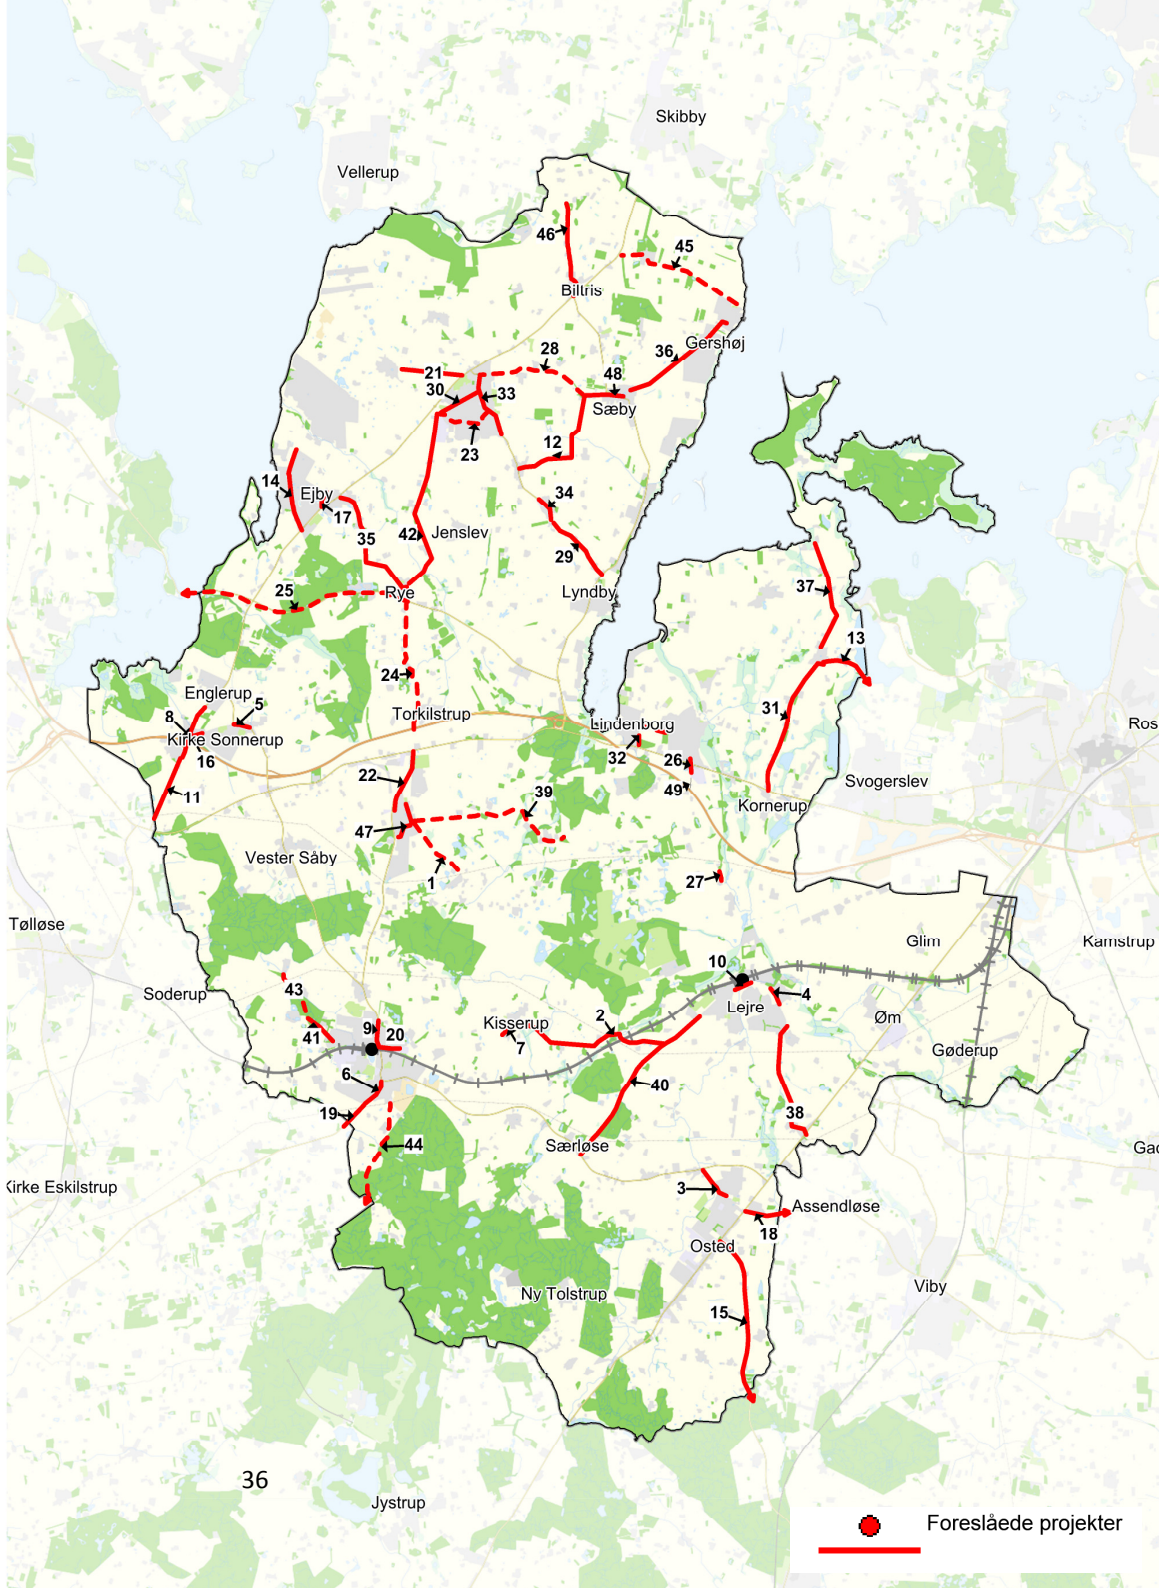 Skibby
Vellerup
46
45
Biltris
28
36
Gershøj
21
30
33
48
Sæby
23
12
14
Ejby
17
34
35
42
Jenslev
29
25
Rye
Lyndby
37
13
24
Englerup
5
8
Torkilstrup
31
Lindenborg
Ros
Kirke Sonnerup
16
32
26
22
49
Svogerslev
11
39
Kornerup
47
Vester Såby
1
27
Tølløse
Glim
Kamstrup
10
43
Soderup
4
Lejre
2
Kisserup
Øm
9
20
41
7
Gøderup
6
40
19
38
44
Særløse
Gad
Kirke Eskilstrup
3
Assendløse
18
Osted
Ny Tolstrup
Viby
15
36
Jystrup
Foreslåede projekter